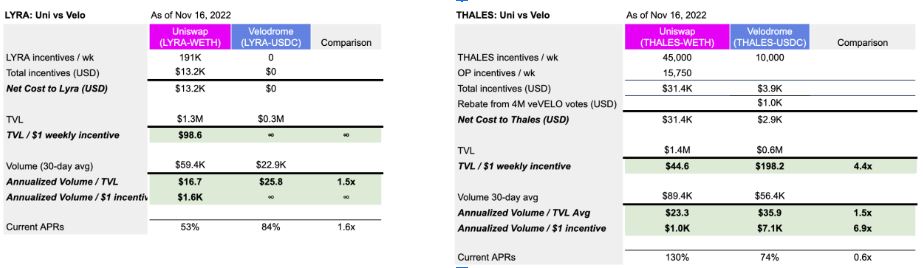 LYRA: Uni vs Velo As of Nov 16, 2022
Uniswap Velodrome
(LYRA-WETH) (LYRA-USDC) Comparison
LYRA incentives / wk 191K 0
Total incentives (USD) $13.2K $0
Net Cost to Lyra (USD) $13.2K $0
TVL $1.3M $0.3M
TVL / $1 weekly incentive $98.6 ∞ ∞
Volume (30-day avg) $59.4K $22.9K
Annualized Volume / TVL $16.7 $25.8 1.5x
Annualized Volume / $1 incentiv $1.6K ∞ ∞
Current APRs 53% 84% 1.6x
THALES: Uni vs Velo As of Nov 16, 2022
Uniswap Velodrome
(THALES-WETH) (THALES-USDC) Comparison
THALES incentives / wk 45,000 10,000
OP incentives / wk 15,750
Total incentives (USD) $31.4K $3.9K
Rebate from 4M veVELO votes (USD) $1.0K
Net Cost to Thales (USD) $31.4K $2.9K
TVL $1.4M $0.6M
TVL / $1 weekly incentive $44.6 $198.2 4.4x
Volume 30-day avg $89.4K $56.4K
Annualized Volume / TVL Avg $23.3 $35.9 1.5x
Annualized Volume / $1 incentive $1.0K $7.1K 6.9x
Current APRs 130% 74% 0.6x